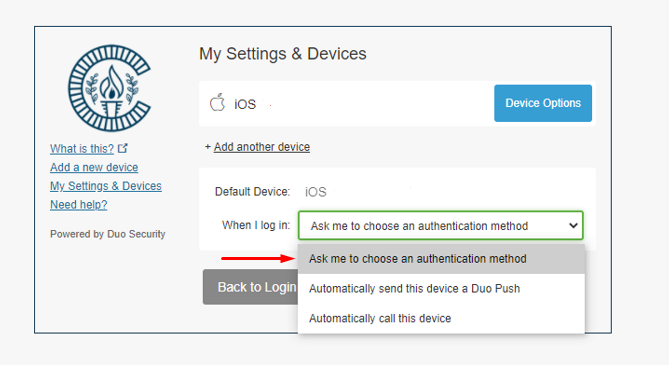 My Settings & Devices
iOS
Device Options
What is this?
Add a new device
My Settings & Devices
Need help?
Powered by Duo Security
+ Add another device
Default Device: iOS
When I log in: Ask me to choose an authentication method
Ask me to choose an authentication method
Automatically send this device a Duo Push
Automatically call this device
Back to Login